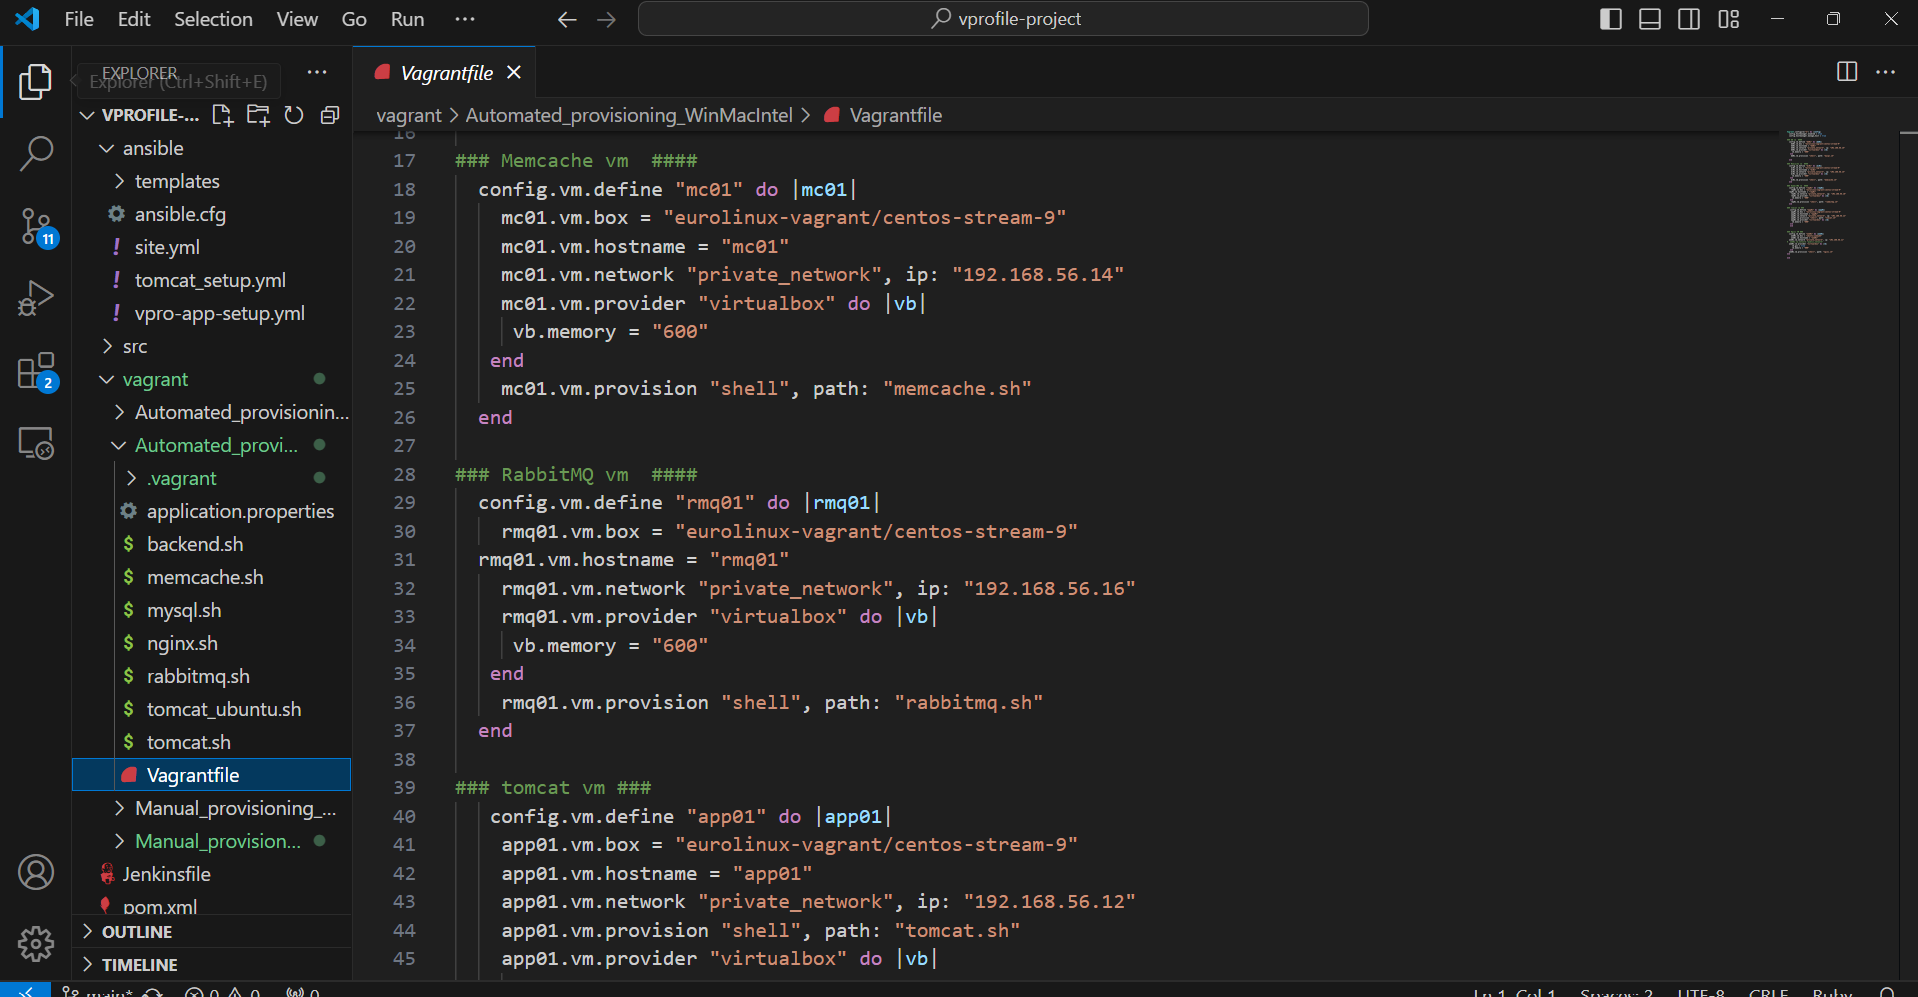 File Edit Selection View Go Run ··· vprofile-project
EXPLORER ···
Explorer (Ctrl+Shift+E)
VPROFILE-...
ansible
templates
ansible.cfg
! site.yml
! tomcat_setup.yml
! vpro-app-setup.yml
src
vagrant
Automated_provisionin...
Automated_provi...
.vagrant
application.properties
$ backend.sh
$ memcache.sh
$ mysql.sh
$ nginx.sh
$ rabbitmq.sh
$ tomcat_ubuntu.sh
$ tomcat.sh
Vagrantfile
Manual_provisioning_...
Manual_provision...
Jenkinsfile
pom.xml
OUTLINE
TIMELINE
11
2
Vagrantfile
vagrant > Automated_provisioning_WinMacIntel > Vagrantfile
16
17 ### Memcache vm  ####
18 config.vm.define "mc01" do |mc01|
19 mc01.vm.box = "eurolinux-vagrant/centos-stream-9"
20 mc01.vm.hostname = "mc01"
21 mc01.vm.network "private_network", ip: "192.168.56.14"
22 mc01.vm.provider "virtualbox" do |vb|
23 vb.memory = "600"
24 end
25 mc01.vm.provision "shell", path: "memcache.sh"
26 end
27
28 ### RabbitMQ vm  ####
29 config.vm.define "rmq01" do |rmq01|
30 rmq01.vm.box = "eurolinux-vagrant/centos-stream-9"
31 rmq01.vm.hostname = "rmq01"
32 rmq01.vm.network "private_network", ip: "192.168.56.16"
33 rmq01.vm.provider "virtualbox" do |vb|
34 vb.memory = "600"
35 end
36 rmq01.vm.provision "shell", path: "rabbitmq.sh"
37 end
38
39 ### tomcat vm ###
40 config.vm.define "app01" do |app01|
41 app01.vm.box = "eurolinux-vagrant/centos-stream-9"
42 app01.vm.hostname = "app01"
43 app01.vm.network "private_network", ip: "192.168.56.12"
44 app01.vm.provision "shell", path: "tomcat.sh"
45 app01.vm.provider "virtualbox" do |vb|
main* 0 0 0 Ln 1, Col 1 Spaces: 2 UTF-8 CRLF Ruby